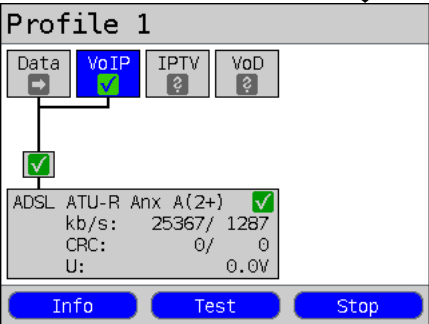 Profile 1
Data VoIP IPTV VoD
? ?
ADSL ATU-R Anx A(2+)
kb/s: 25367/ 1287
CRC: 0/ 0
U: 0.0V
Info Test Stop